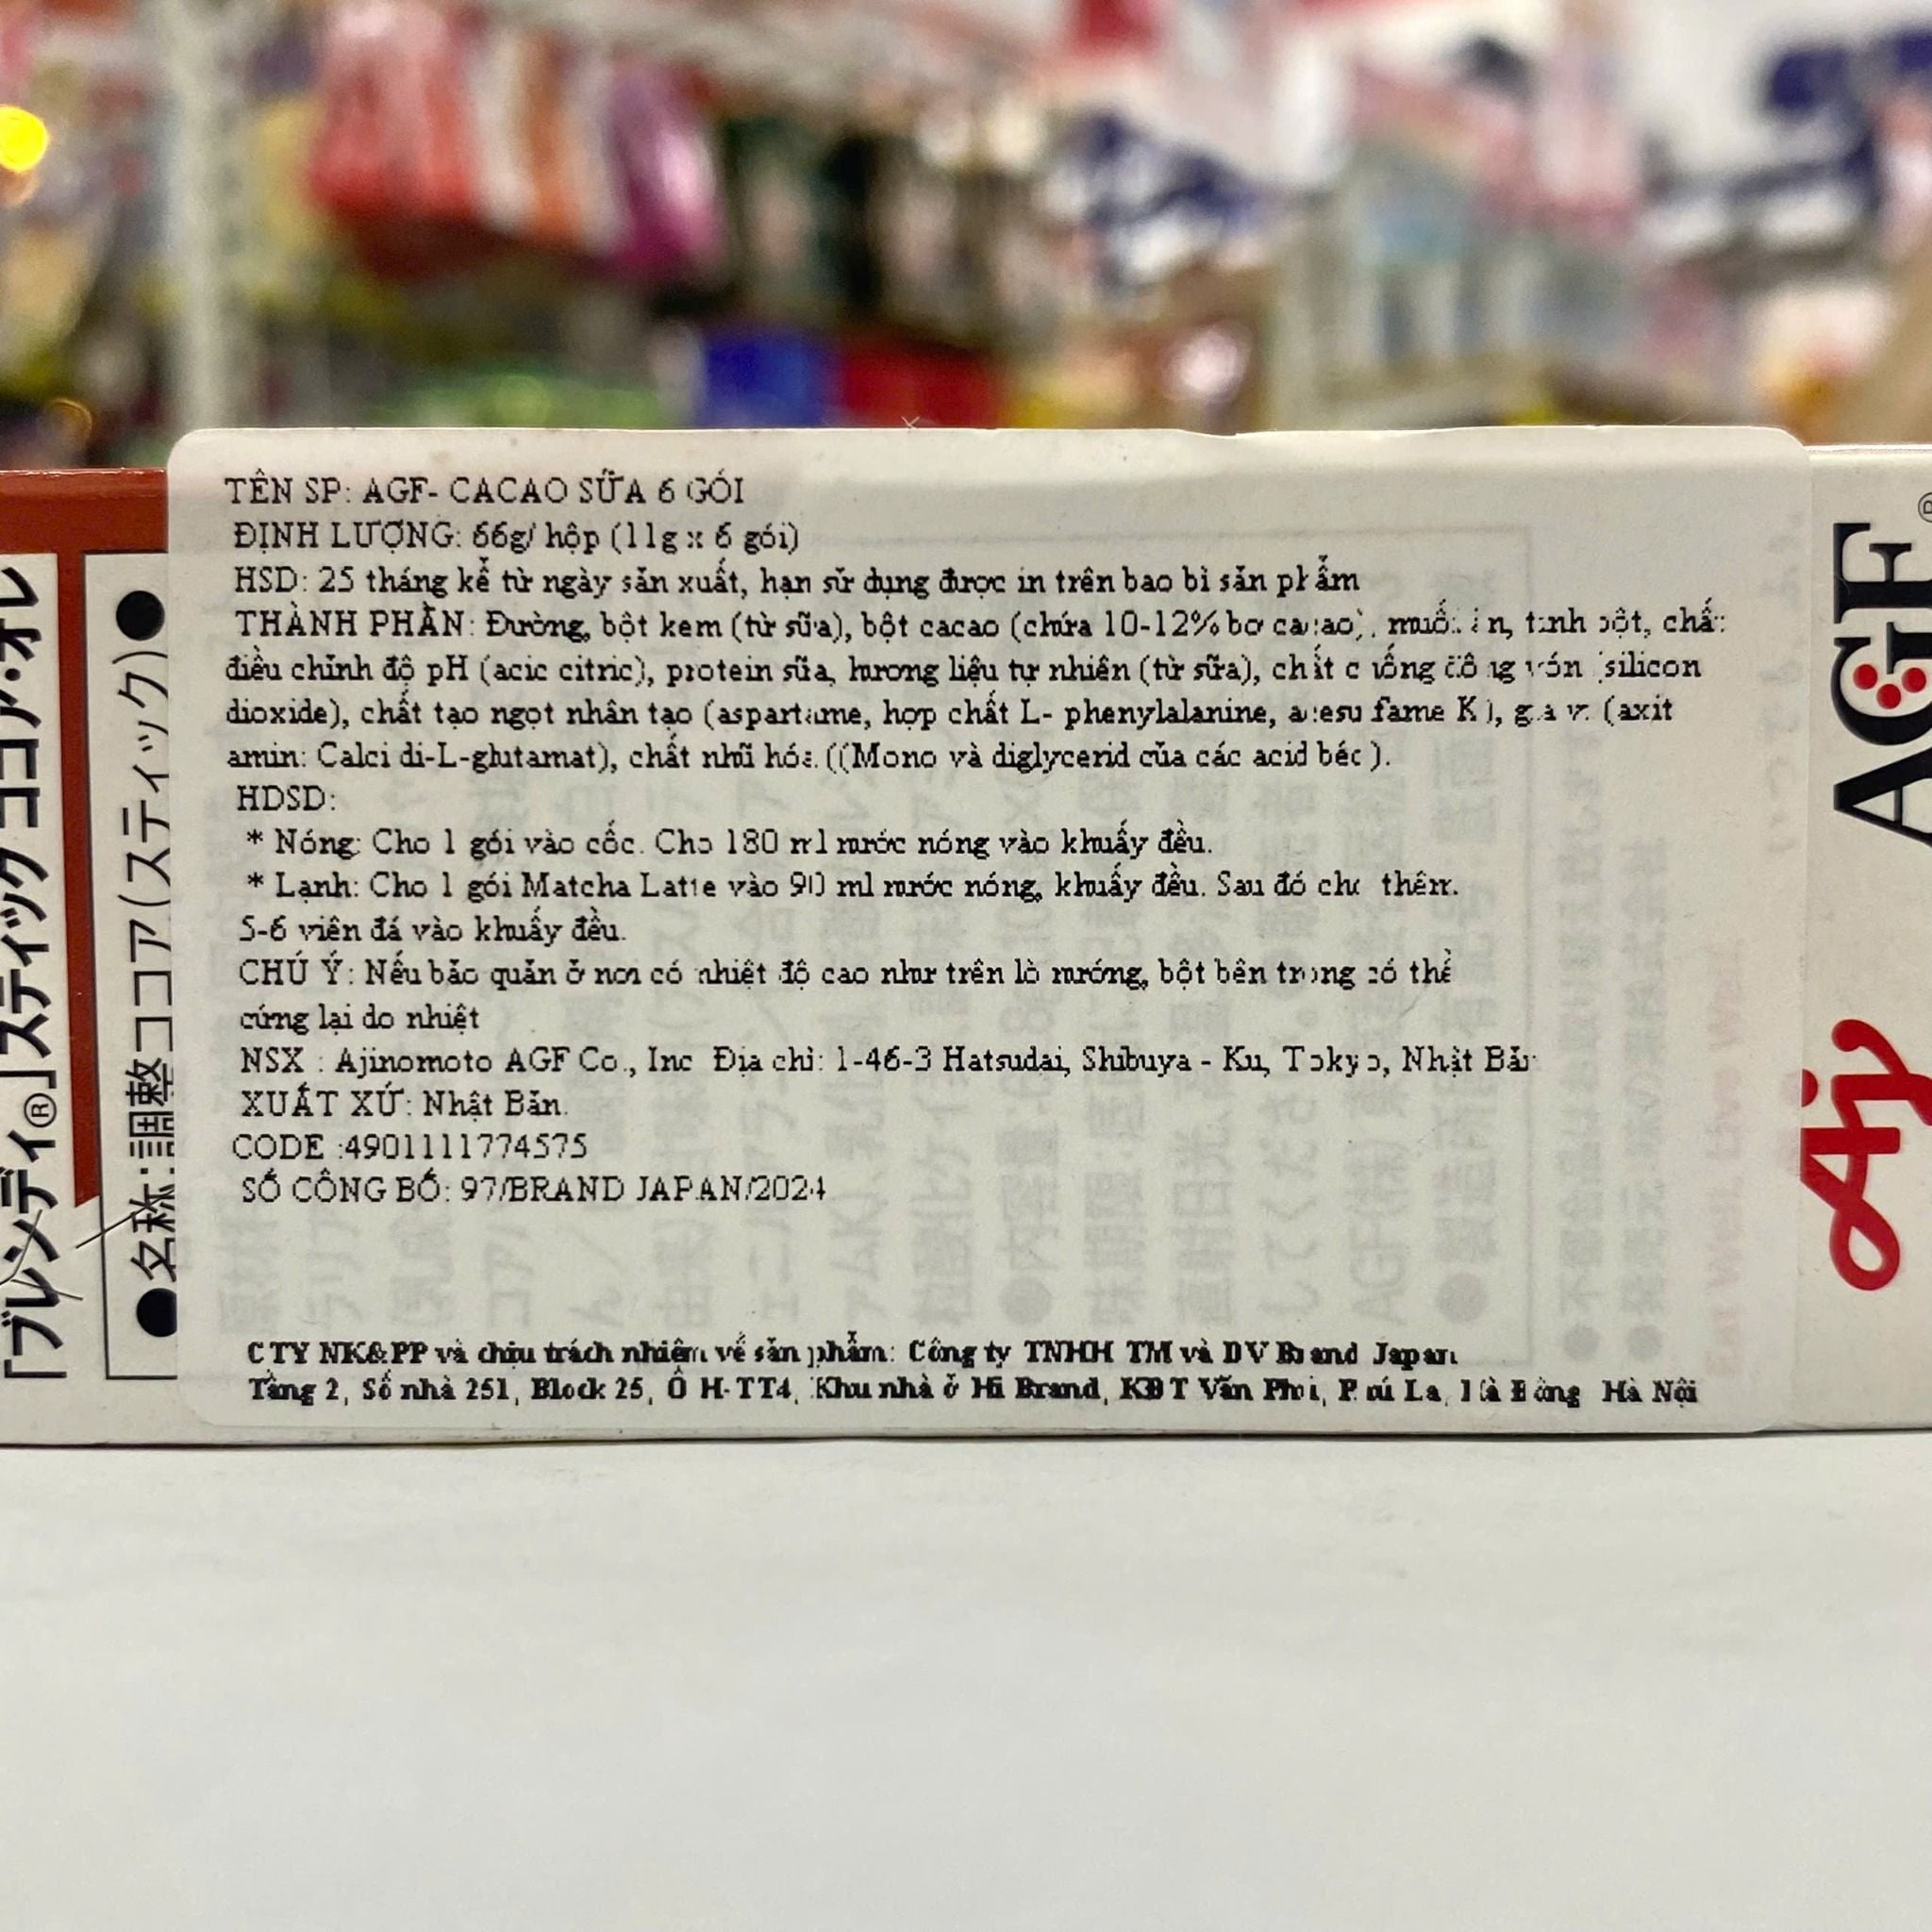 TÊN SP: AGF- CACAO SỮA 6 GÓI
ĐỊNH LƯỢNG: 66g/ hộp (11g x 6 gói)
HSD: 25 tháng kể từ ngày sản xuất, hạn sử dụng được in trên bao bì sản phẩm
THÀNH PHẦN: Đường, bột kem (từ sữa), bột cacao (chứa 10-12% bơ cacao), muối ăn, tinh bột, chất
điều chỉnh độ pH (acic citric), protein sữa, hương liệu tự nhiên (từ sữa), chất chống đông vón (silicon
dioxide), chất tạo ngọt nhân tạo (aspartame, hợp chất L- phenylalanine, acesu fame K), gia vị (axit
amin: Calci di-L-glutamat), chất nhũ hóa ((Mono và diglycerid của các acid béo).
HDSD:
* Nóng: Cho 1 gói vào cốc. Cho 180 ml nước nóng vào khuấy đều.
* Lạnh: Cho 1 gói Matcha Latte vào 90 ml nước nóng, khuấy đều. Sau đó cho thêm
5-6 viên đá vào khuấy đều.
CHÚ Ý: Nếu bảo quản ở nơi có nhiệt độ cao như trên lò nướng, bột bên trong có thể
cứng lại do nhiệt
NSX : Ajinomoto AGF Co., Inc Địa chỉ: 1-46-3 Hatsudai, Shibuya - Ku, Tokyo, Nhật Bản
XUẤT XỨ: Nhật Bản.
CODE :4901111774575
SỐ CÔNG BỐ: 97/BRAND JAPAN/2024
CTY NK&PP và chịu trách nhiệm về sản phẩm: Công ty TNHH TM và DV Brand Japan
Tầng 2, Số nhà 251, Block 25, Ô H-TT4, Khu nhà ở Hi Brand, KĐT Văn Phú, Phú La, Hà Đông Hà Nội
「ブレンディ®」スティック ココア・オレ
●名称:調整ココア(スティック)●
AGF®
Aji